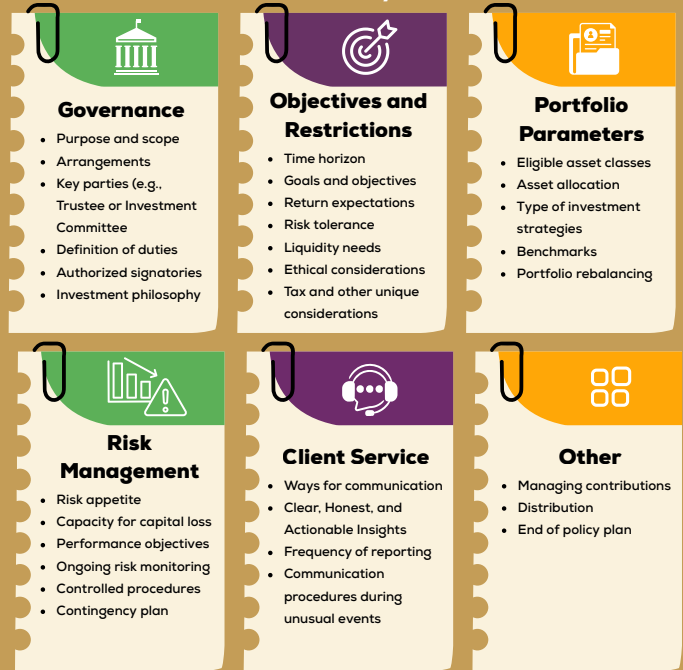 Governance
• Purpose and scope
• Arrangements
• Key parties (e.g.,
Trustee or Investment
Committee
• Definition of duties
• Authorized signatories
• Investment philosophy
Objectives and
Restrictions
• Time horizon
• Goals and objectives
• Return expectations
• Risk tolerance
• Liquidity needs
• Ethical considerations
• Tax and other unique
considerations
Portfolio
Parameters
• Eligible asset classes
• Asset allocation
• Type of investment
strategies
• Benchmarks
• Portfolio rebalancing
Risk
Management
• Risk appetite
• Capacity for capital loss
• Performance objectives
• Ongoing risk monitoring
• Controlled procedures
• Contingency plan
Client Service
• Ways for communication
• Clear, Honest, and
Actionable Insights
• Frequency of reporting
• Communication
procedures during
unusual events
Other
• Managing contributions
• Distribution
• End of policy plan